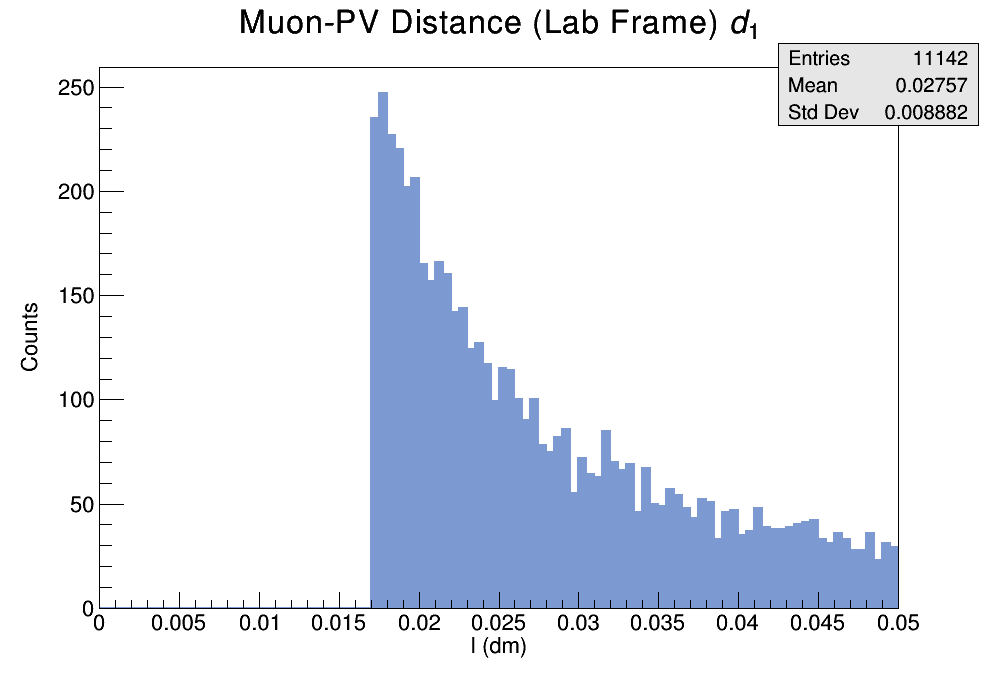 Muon-PV Distance (Lab Frame) d₁
Entries 11142
Mean 0.02757
Std Dev 0.008882
250
200
150
100
50
0
Counts
0 0.005 0.01 0.015 0.02 0.025 0.03 0.035 0.04 0.045 0.05
l (dm)